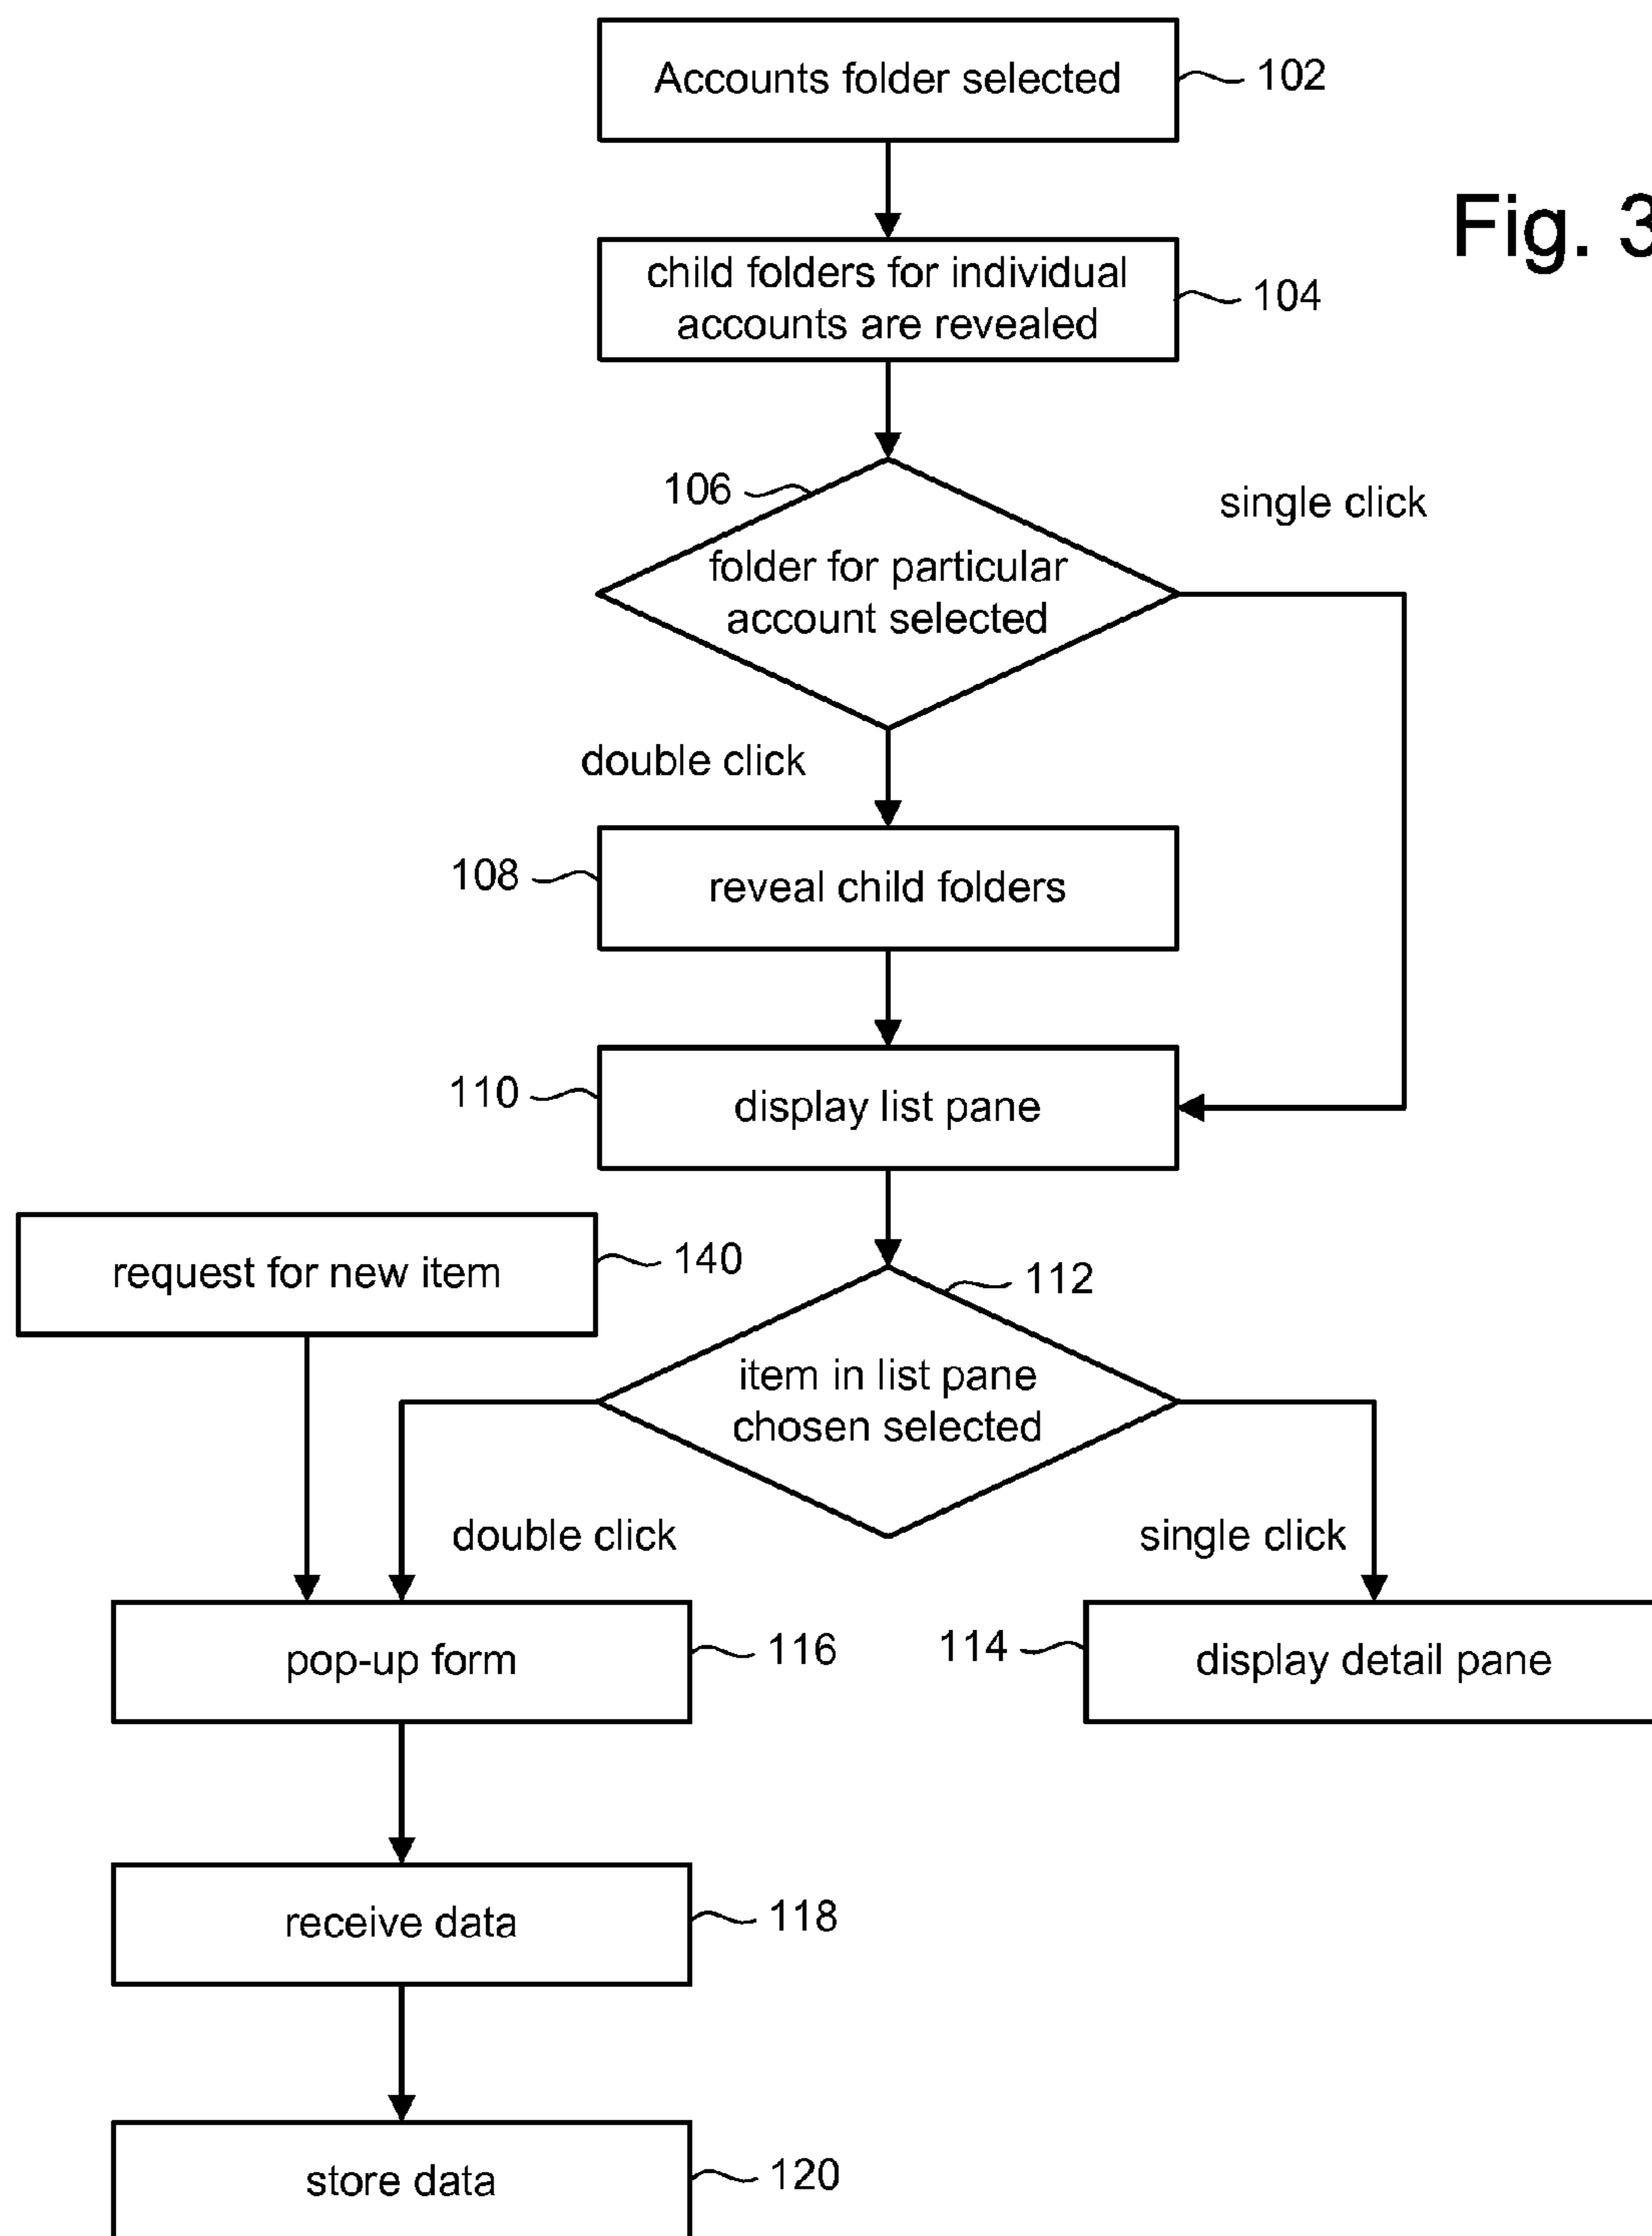 Accounts folder selected
102
Fig. 3
child folders for individual
accounts are revealed
104
106
single click
folder for particular
account selected
double click
108
reveal child folders
110
display list pane
request for new item
140
112
item in list pane
chosen selected
double click
single click
pop-up form
116
114
display detail pane
receive data
118
store data
120